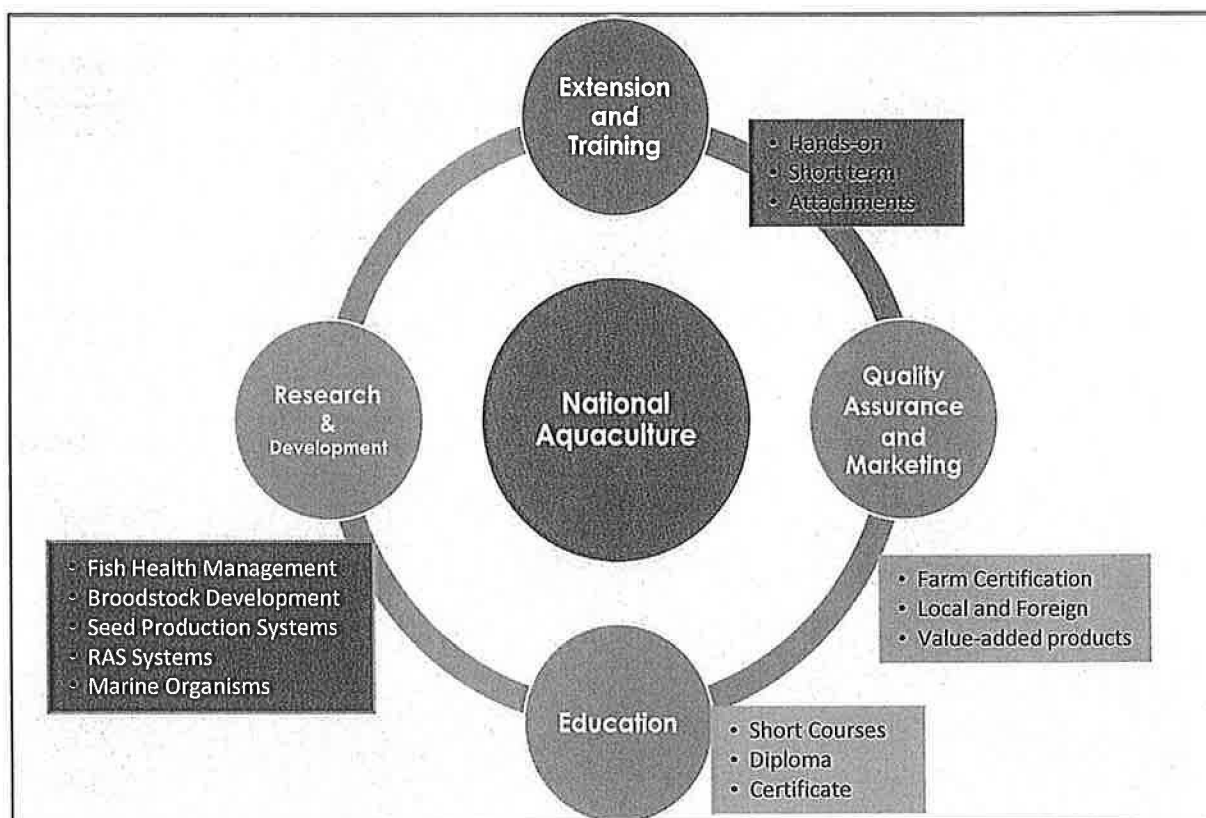 Extension
and
Training
• Hands-on
• Short term
• Attachments
Research
&
Development
National
Aquaculture
Quality
Assurance
and
Marketing
• Fish Health Management
• Broodstock Development
• Seed Production Systems
• RAS Systems
• Marine Organisms
• Farm Certification
• Local and Foreign
• Value-added products
Education
• Short Courses
• Diploma
• Certificate